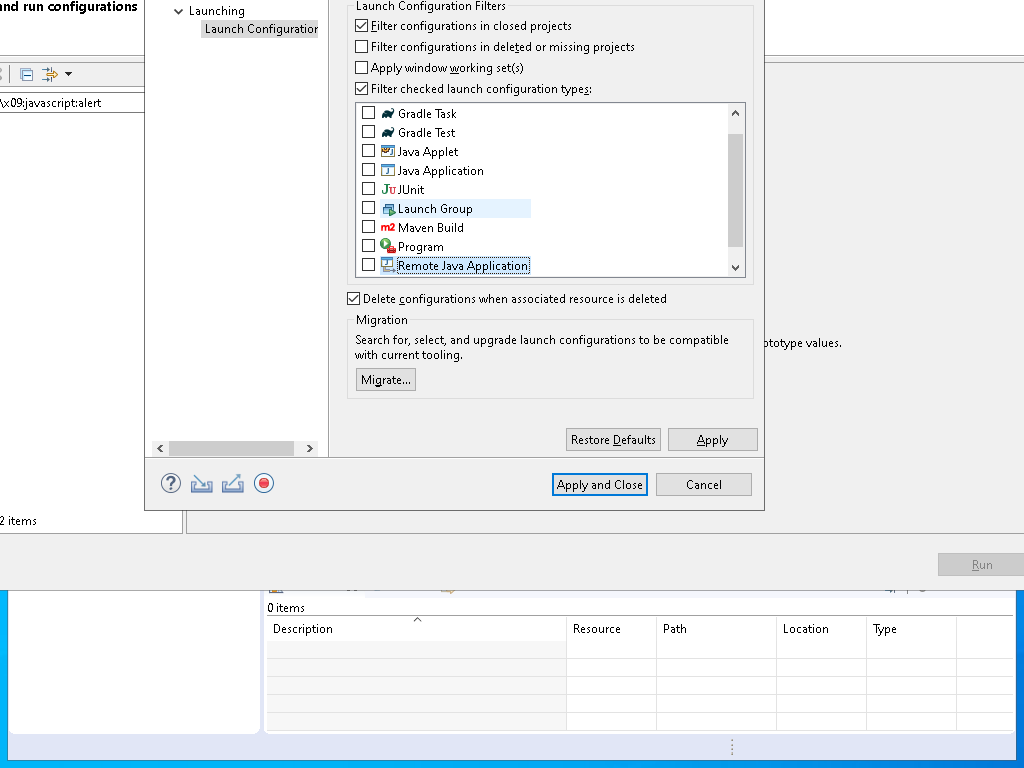 and run configurations
Launching
Launch Configuration
\x09:javascript:alert
2 items
Launch Configuration Filters
Filter configurations in closed projects
Filter configurations in deleted or missing projects
Apply window working set(s)
Filter checked launch configuration types:
Gradle Task
Gradle Test
Java Applet
Java Application
JUnit
Launch Group
Maven Build
Program
Remote Java Application
Delete configurations when associated resource is deleted
Migration
Search for, select, and upgrade launch configurations to be compatible
with current tooling.
Migrate...
Restore Defaults
Apply
Apply and Close
Cancel
ototype values.
Run
0 items
Description
Resource
Path
Location
Type